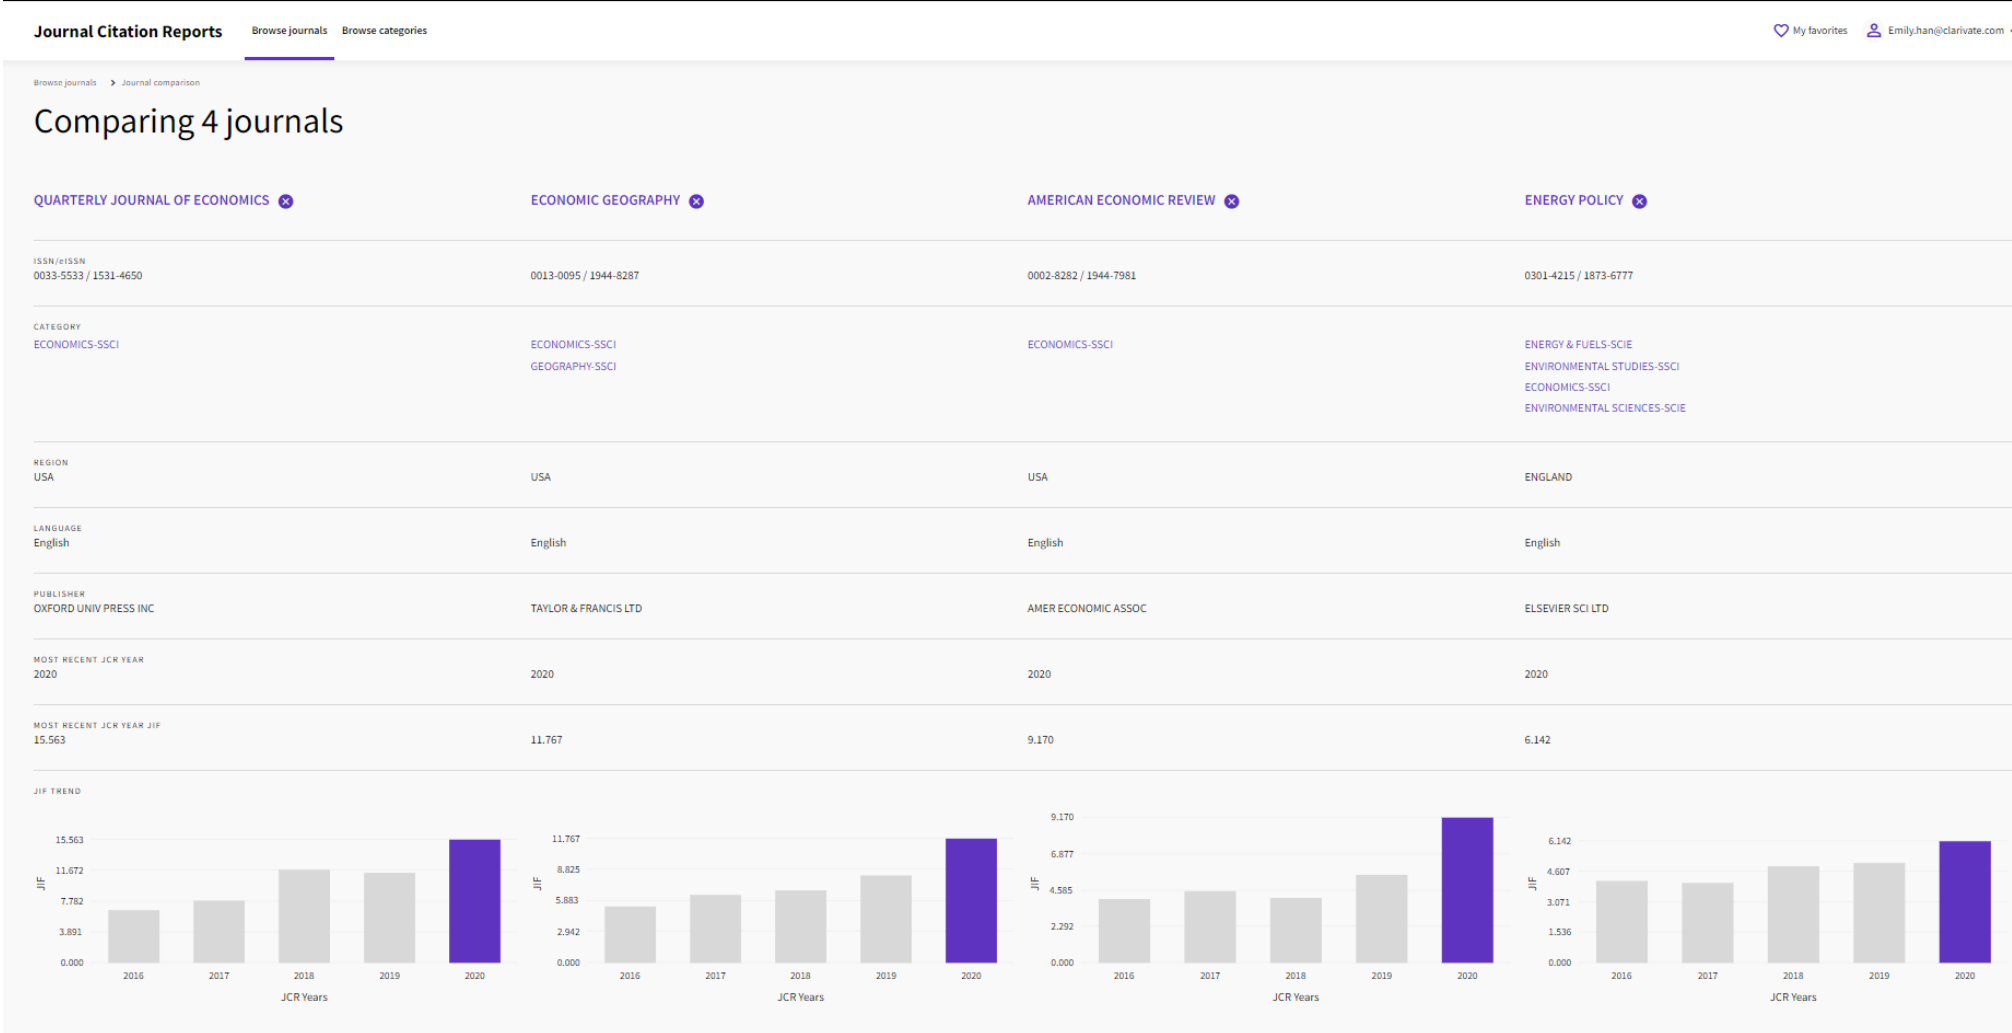 Journal Citation Reports Browse journals Browse categories My favorites Emily.han@clarivate.com
Browse journals > Journal comparison
Comparing 4 journals
QUARTERLY JOURNAL OF ECONOMICS ECONOMIC GEOGRAPHY AMERICAN ECONOMIC REVIEW ENERGY POLICY
ISSN/eISSN
0033-5533 / 1531-4650 0013-0095 / 1944-8287 0002-8282 / 1944-7981 0301-4215 / 1873-6777
CATEGORY
ECONOMICS-SSCI ECONOMICS-SSCI ECONOMICS-SSCI ENERGY & FUELS-SCIE
GEOGRAPHY-SSCI ENVIRONMENTAL STUDIES-SSCI
ECONOMICS-SSCI
ENVIRONMENTAL SCIENCES-SCIE
REGION
USA USA USA ENGLAND
LANGUAGE
English English English English
PUBLISHER
OXFORD UNIV PRESS INC TAYLOR & FRANCIS LTD AMER ECONOMIC ASSOC ELSEVIER SCI LTD
MOST RECENT JCR YEAR
2020 2020 2020 2020
MOST RECENT JCR YEAR JIF
15.563 11.767 9.170 6.142
JIF TREND
15.563
11.672
7.782
3.891
0.000
JIF
2016 2017 2018 2019 2020
JCR Years
11.767
8.825
5.883
2.942
0.000
JIF
2016 2017 2018 2019 2020
JCR Years
9.170
6.877
4.585
2.292
0.000
JIF
2016 2017 2018 2019 2020
JCR Years
6.142
4.607
3.071
1.536
0.000
JIF
2016 2017 2018 2019 2020
JCR Years